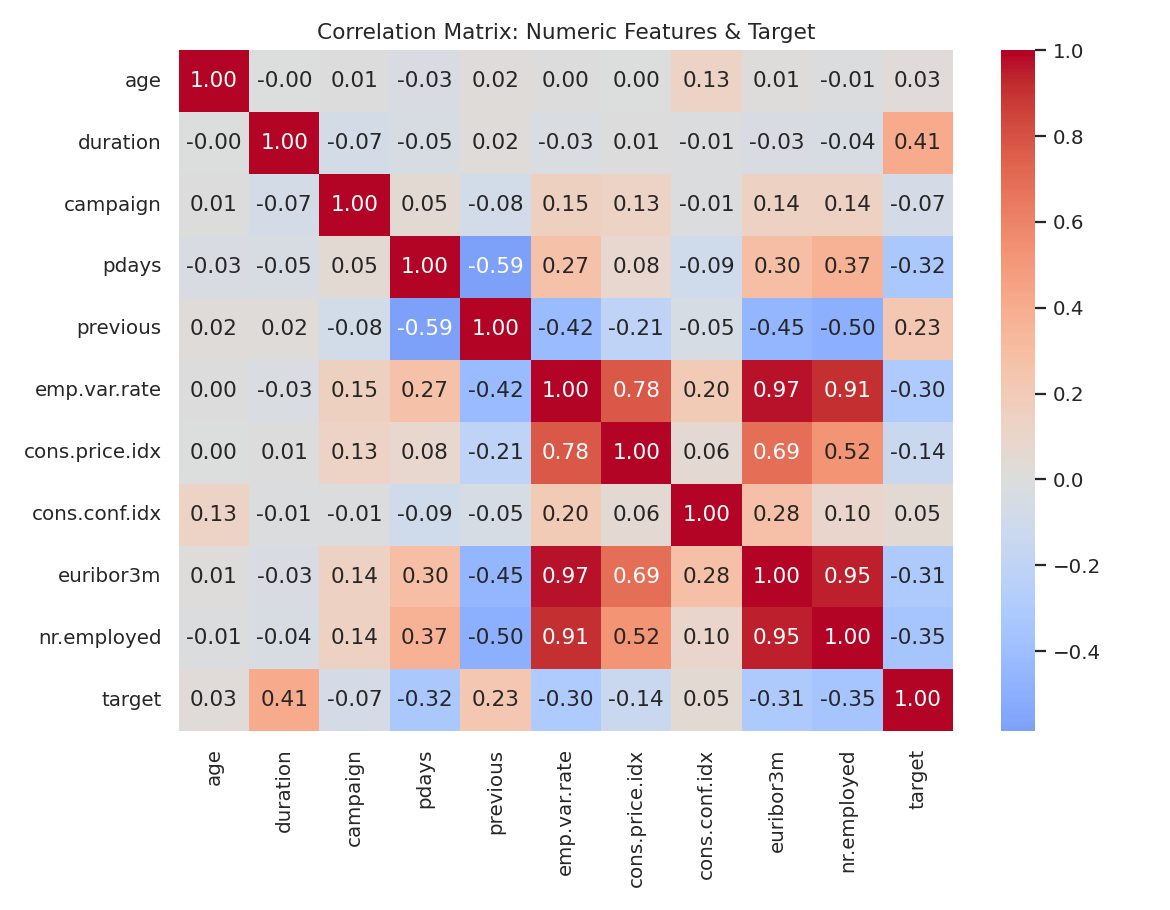 Correlation Matrix: Numeric Features & Target
age 1.00 -0.00 0.01 -0.03 0.02 0.00 0.00 0.13 0.01 -0.01 0.03
duration -0.00 1.00 -0.07 -0.05 0.02 -0.03 0.01 -0.01 -0.03 -0.04 0.41
campaign 0.01 -0.07 1.00 0.05 -0.08 0.15 0.13 -0.01 0.14 0.14 -0.07
pdays -0.03 -0.05 0.05 1.00 -0.59 0.27 0.08 -0.09 0.30 0.37 -0.32
previous 0.02 0.02 -0.08 -0.59 1.00 -0.42 -0.21 -0.05 -0.45 -0.50 0.23
emp.var.rate 0.00 -0.03 0.15 0.27 -0.42 1.00 0.78 0.20 0.97 0.91 -0.30
cons.price.idx 0.00 0.01 0.13 0.08 -0.21 0.78 1.00 0.06 0.69 0.52 -0.14
cons.conf.idx 0.13 -0.01 -0.01 -0.09 -0.05 0.20 0.06 1.00 0.28 0.10 0.05
euribor3m 0.01 -0.03 0.14 0.30 -0.45 0.97 0.69 0.28 1.00 0.95 -0.31
nr.employed -0.01 -0.04 0.14 0.37 -0.50 0.91 0.52 0.10 0.95 1.00 -0.35
target 0.03 0.41 -0.07 -0.32 0.23 -0.30 -0.14 0.05 -0.31 -0.35 1.00
age
duration
campaign
pdays
previous
emp.var.rate
cons.price.idx
cons.conf.idx
euribor3m
nr.employed
target
1.0
0.8
0.6
0.4
0.2
0.0
−0.2
−0.4